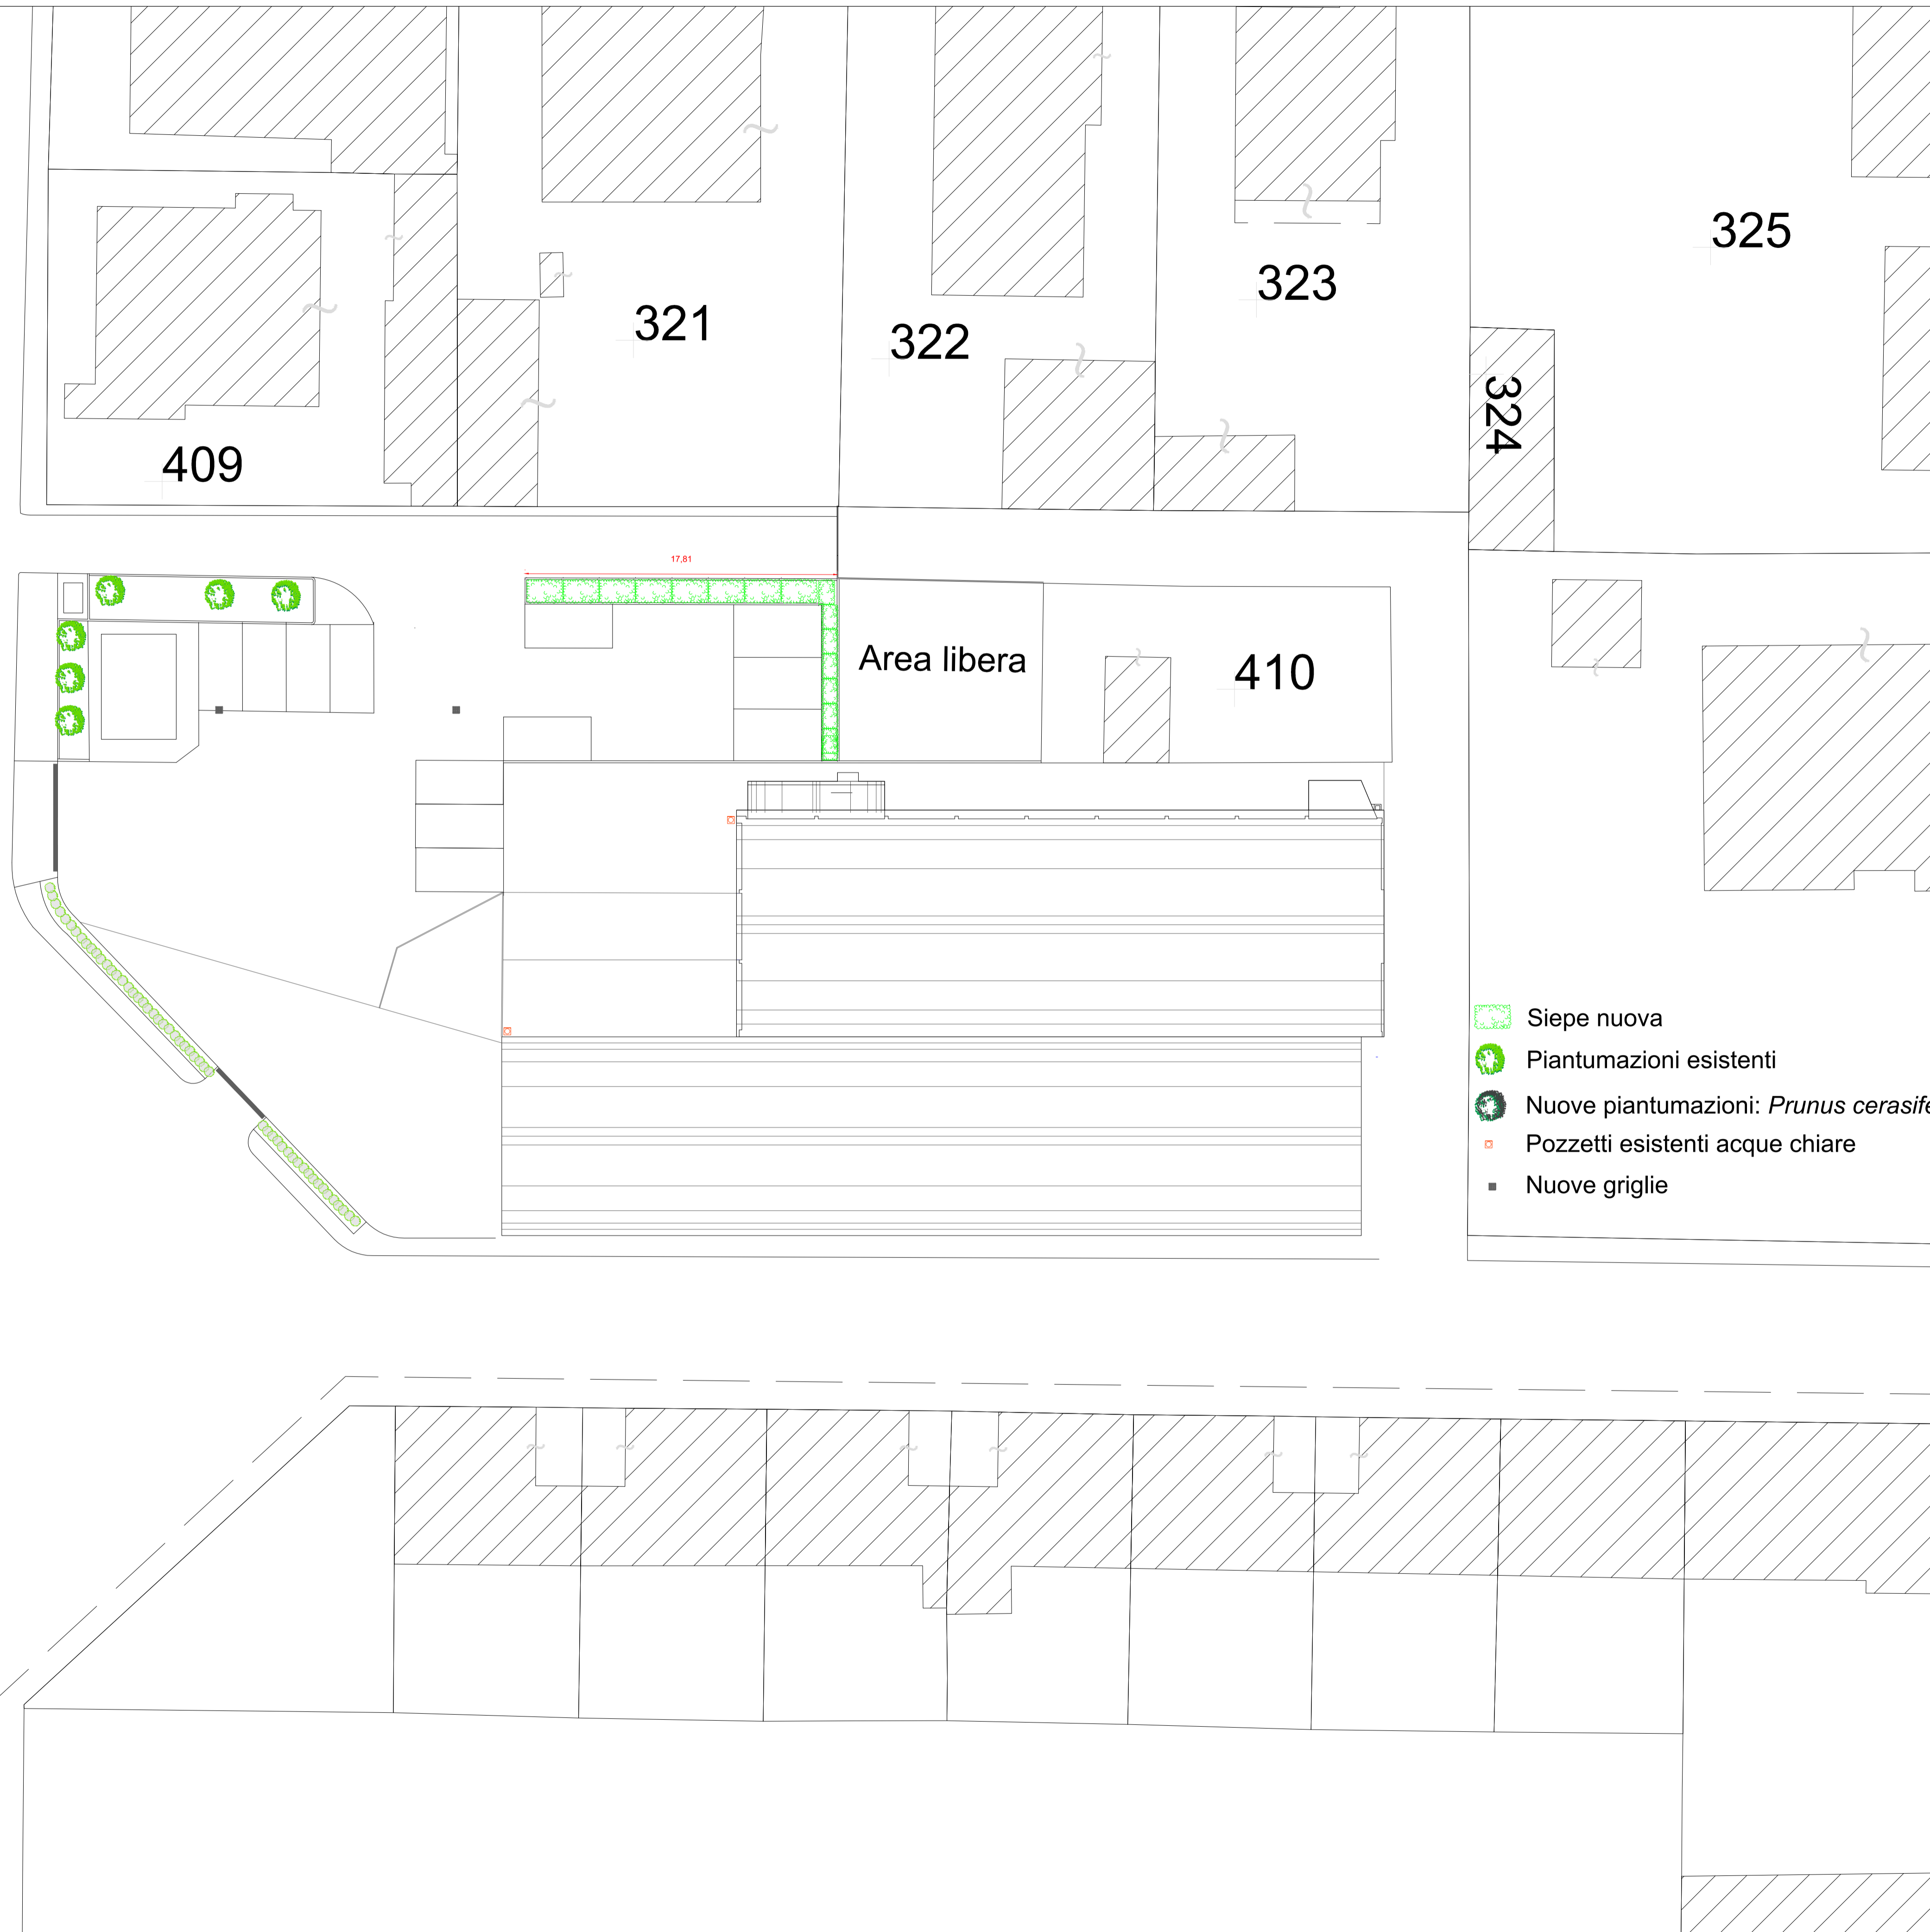 325
323
321
322
324
409
17,81
Area libera
410
Siepe nuova
Piantumazioni esistenti
Nuove piantumazioni: Prunus
Pozzetti esistenti acque chiare
Nuove griglie